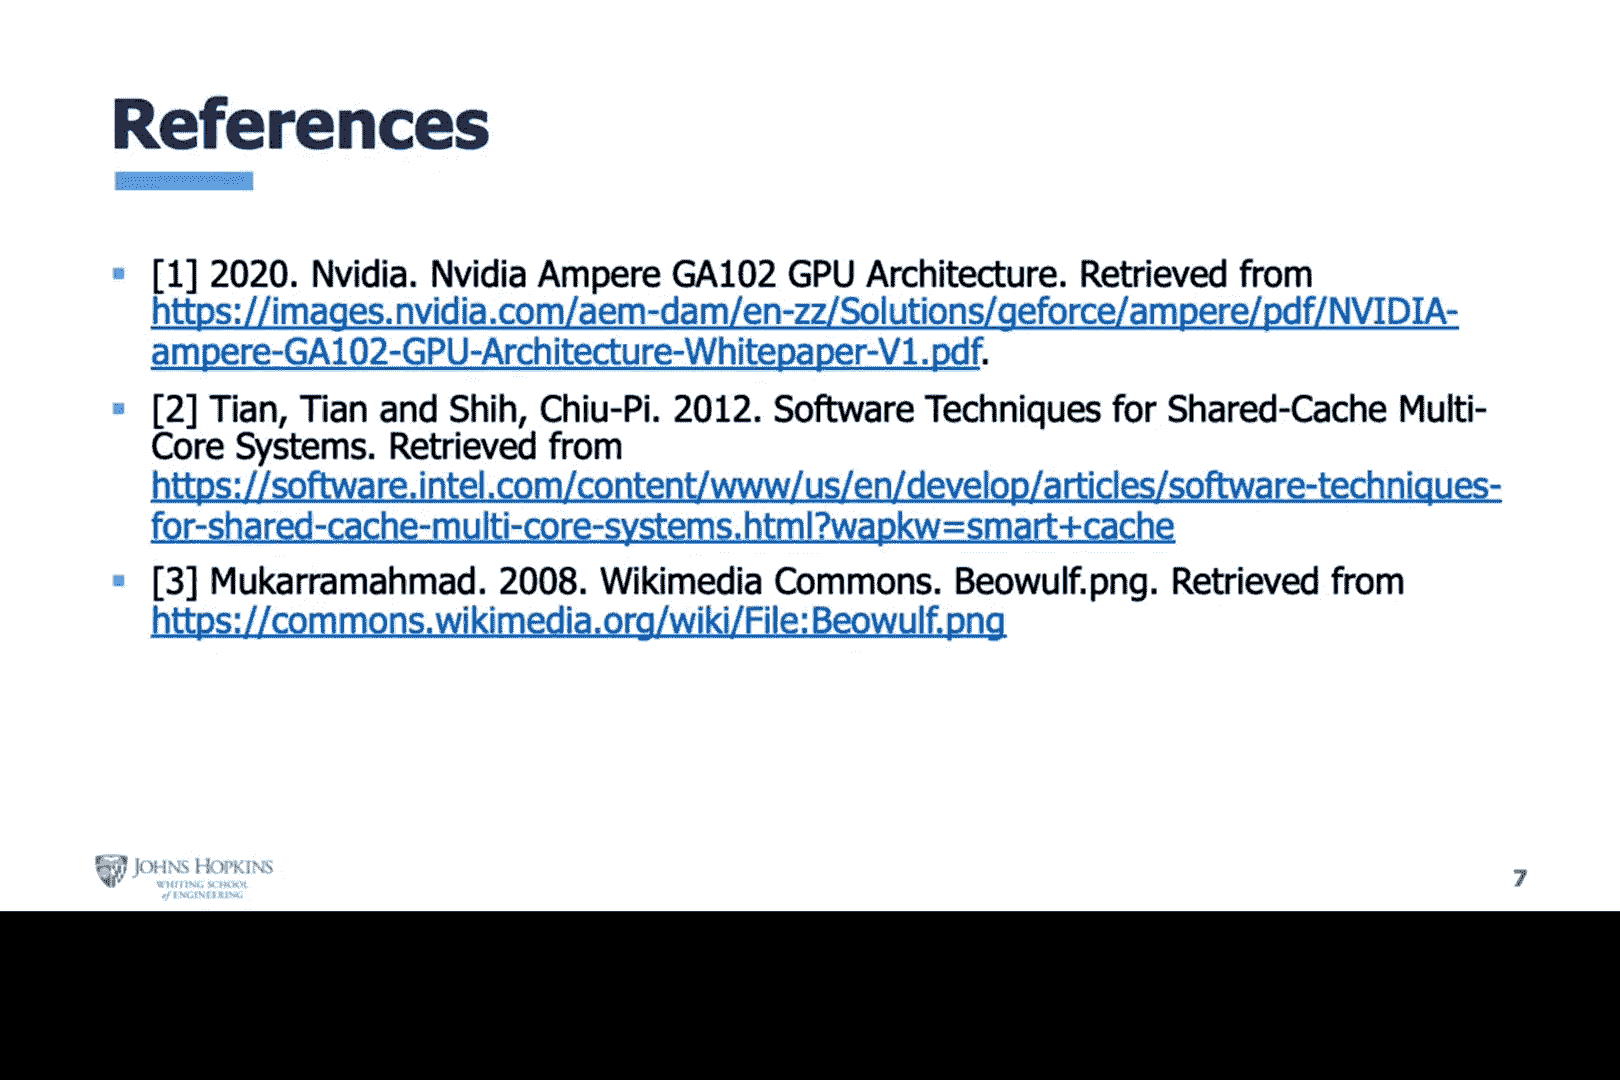 References
[1] 2020. Nvidia. Nvidia Ampere GA102 GPU Architecture. Retrieved from
https://images.nvidia.com/aem-dam/en-zz/Solutions/geforce/ampere/pdf/NVIDIA-
ampere-GA102-GPU-Architecture-Whitepaper-V1.pdf.
[2] Tian, Tian and Shih, Chiu-Pi. 2012. Software Techniques for Shared-Cache Multi-
Core Systems. Retrieved from
https://software.intel.com/content/www/us/en/develop/articles/software-techniques-
for-shared-cache-multi-core-systems.html?wapkw=smart+cache
[3] Mukarramahmad. 2008. Wikimedia Commons. Beowulf.png. Retrieved from
https://commons.wikimedia.org/wiki/File:Beowulf.png
JOHNS HOPKINS
WHITING SCHOOL
of ENGINEERING
7